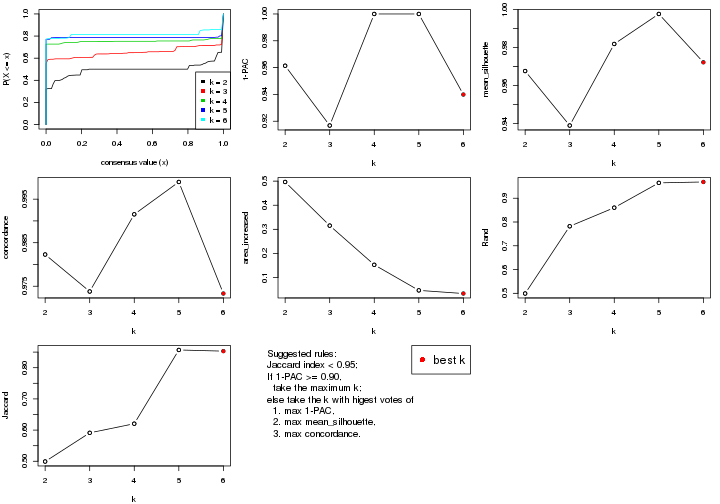 P(X <= x)
0.0 0.2 0.4 0.6 0.8 1.0
0.0 0.2 0.4 0.6 0.8 1.0
consensus value (x)
k = 2
k = 3
k = 4
k = 5
k = 6
1-PAC
0.92 0.94 0.96 0.98 1.00
2 3 4 5 6
k
mean_silhouette
0.94 0.96 0.98 1.00
2 3 4 5 6
k
concordance
0.975 0.985 0.995
2 3 4 5 6
k
area_increased
0.1 0.2 0.3 0.4 0.5
2 3 4 5 6
k
Rand
0.5 0.6 0.7 0.8 0.9
2 3 4 5 6
k
Jaccard
0.50 0.60 0.70 0.80
2 3 4 5 6
k
Suggested rules:
Jaccard index < 0.95;
If 1-PAC >= 0.90,
take the maximum k;
else take the k with higest votes of
1. max 1-PAC,
2. max mean_silhouette,
3. max concordance.
best k